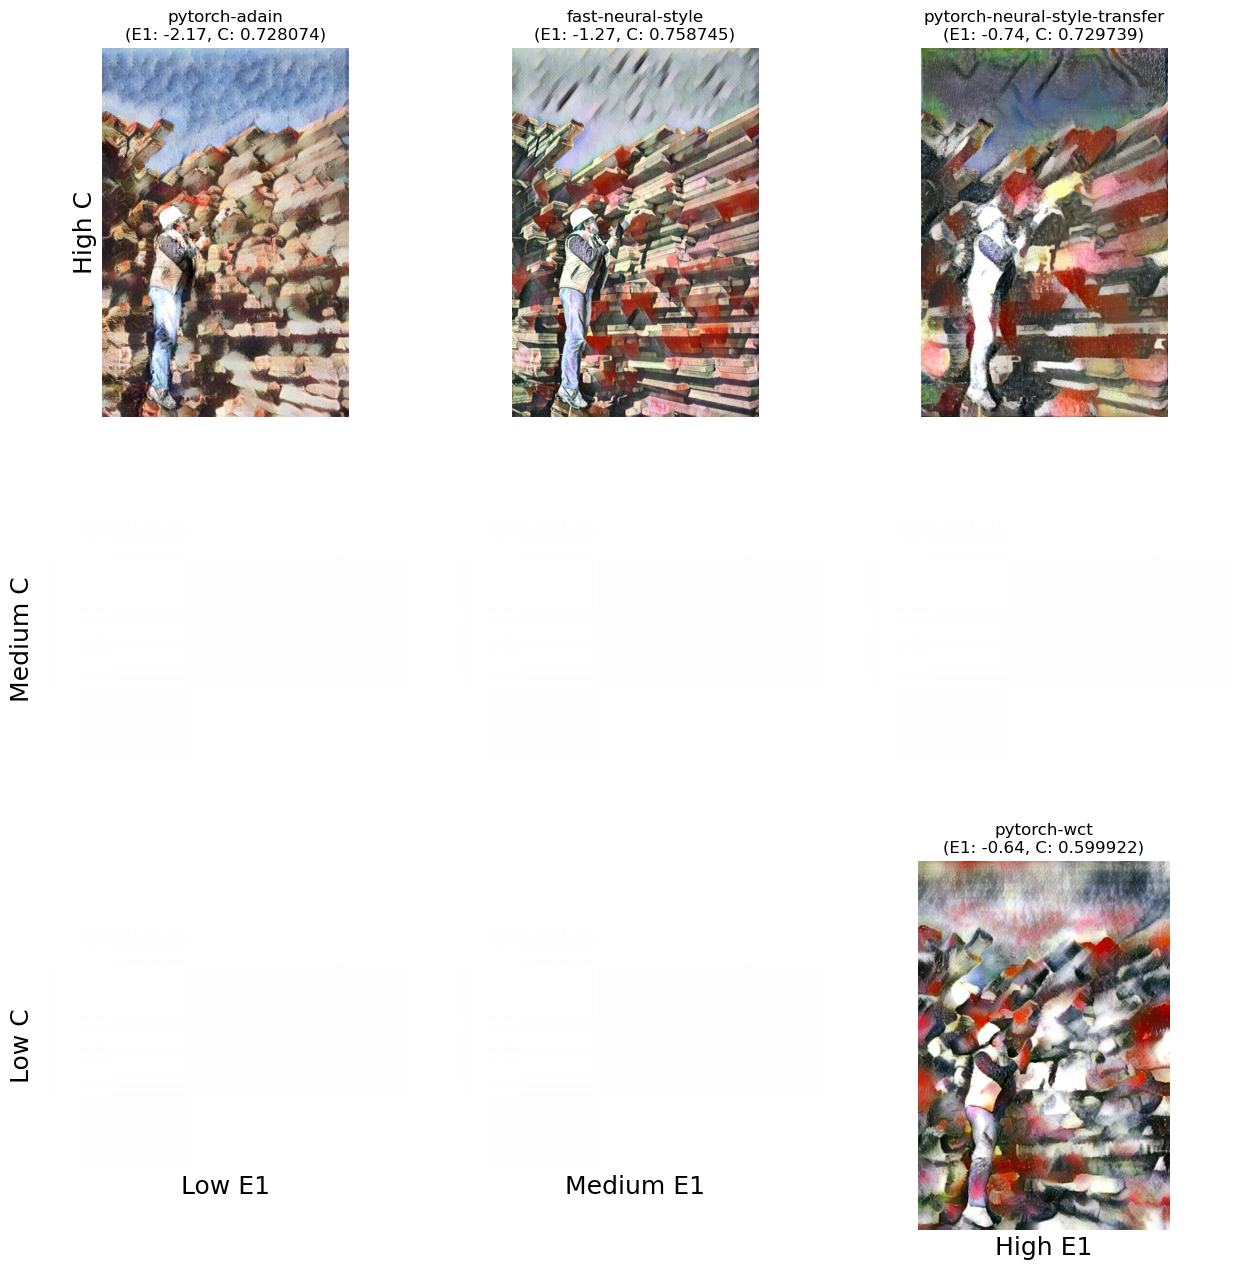 pytorch-adain
(E1: -2.17, C: 0.728074)
fast-neural-style
(E1: -1.27, C: 0.758745)
pytorch-neural-style-transfer
(E1: -0.74, C: 0.729739)
High C
Medium C
pytorch-wct
(E1: -0.64, C: 0.599922)
Low C
Low E1
Medium E1
High E1